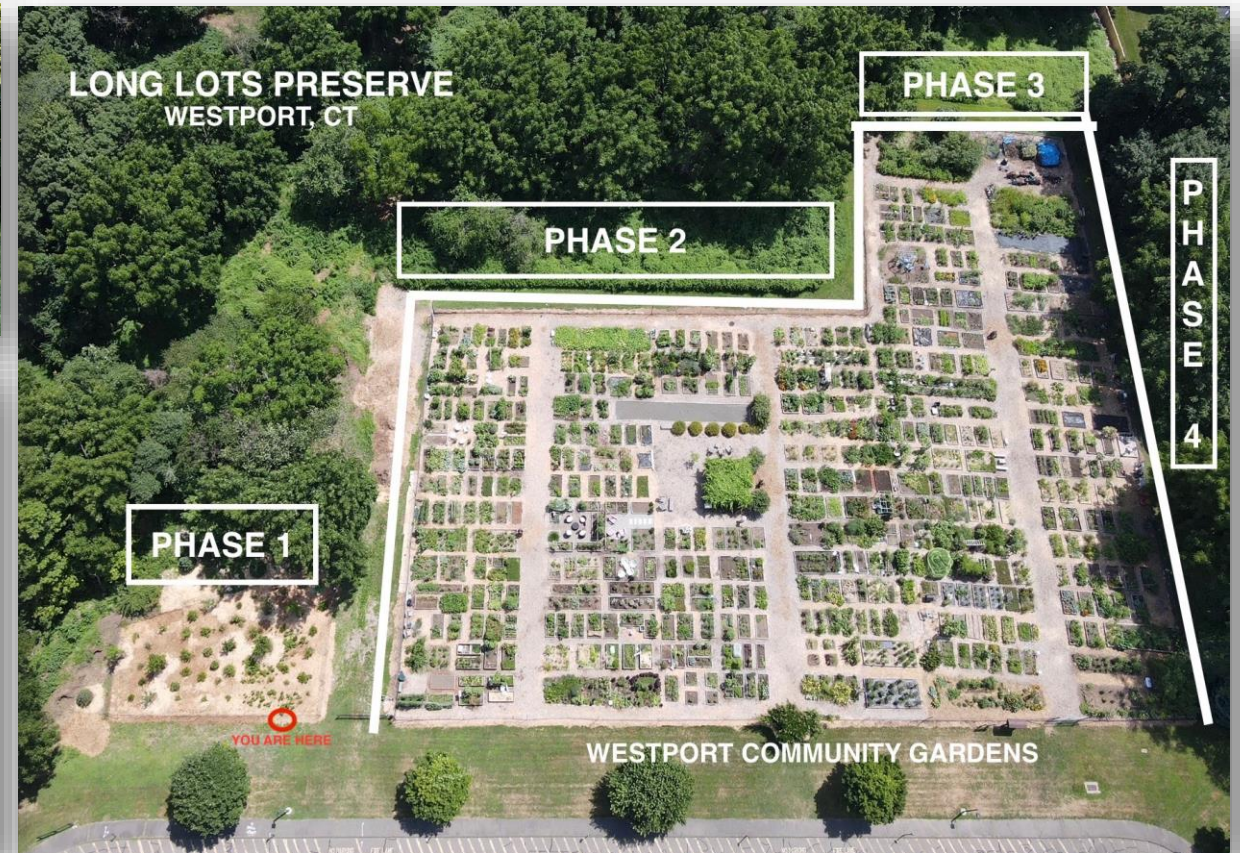 LONG LOTS PRESERVE
WESTPORT, CT
PHASE 3
PHASE 2
PHASE 4
PHASE 1
YOU ARE HERE
WESTPORT COMMUNITY GARDENS